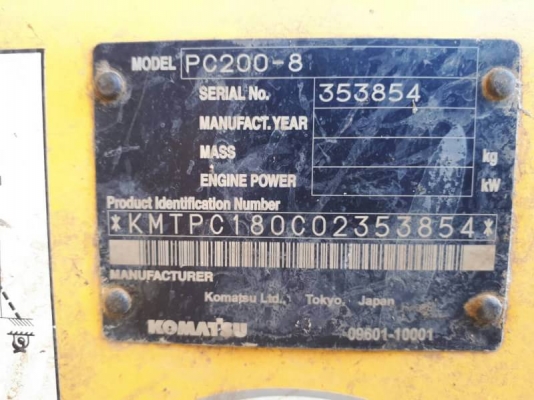 MODEL PC200-8
SERIAL No. 353854
MANUFACT. YEAR
MASS kg
ENGINE POWER kW
Product Identification Number
*KMTPC180C02353854*
MANUFACTURER
Komatsu Ltd., Tokyo, Japan
KOMATSU 09601-10001